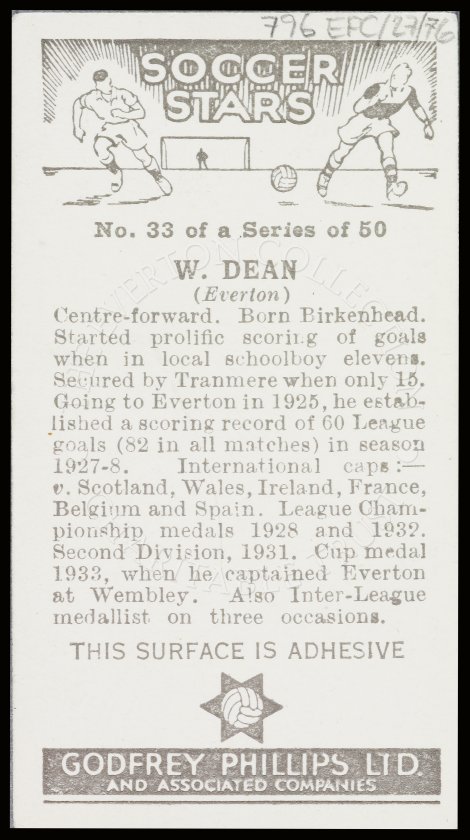 796 EFC/27/76
SOCCER
STARS
No. 33 of a Series of 50
W. DEAN
(Everton)
Centre-forward. Born Birkenhead.
Started prolific scoring of goals
when in local schoolboy elevens.
Secured by Tranmere when only 15.
Going to Everton in 1925, he estab-
lished a scoring record of 60 League
goals (82 in all matches) in season
1927-8. International caps:—
v. Scotland, Wales, Ireland, France,
Belgium and Spain. League Cham-
pionship medals 1928 and 1932.
Second Division, 1931. Cup medal
1933, when he captained Everton
at Wembley. Also Inter-League
medallist on three occasions.
THIS SURFACE IS ADHESIVE
GODFREY PHILLIPS LTD.
AND ASSOCIATED COMPANIES